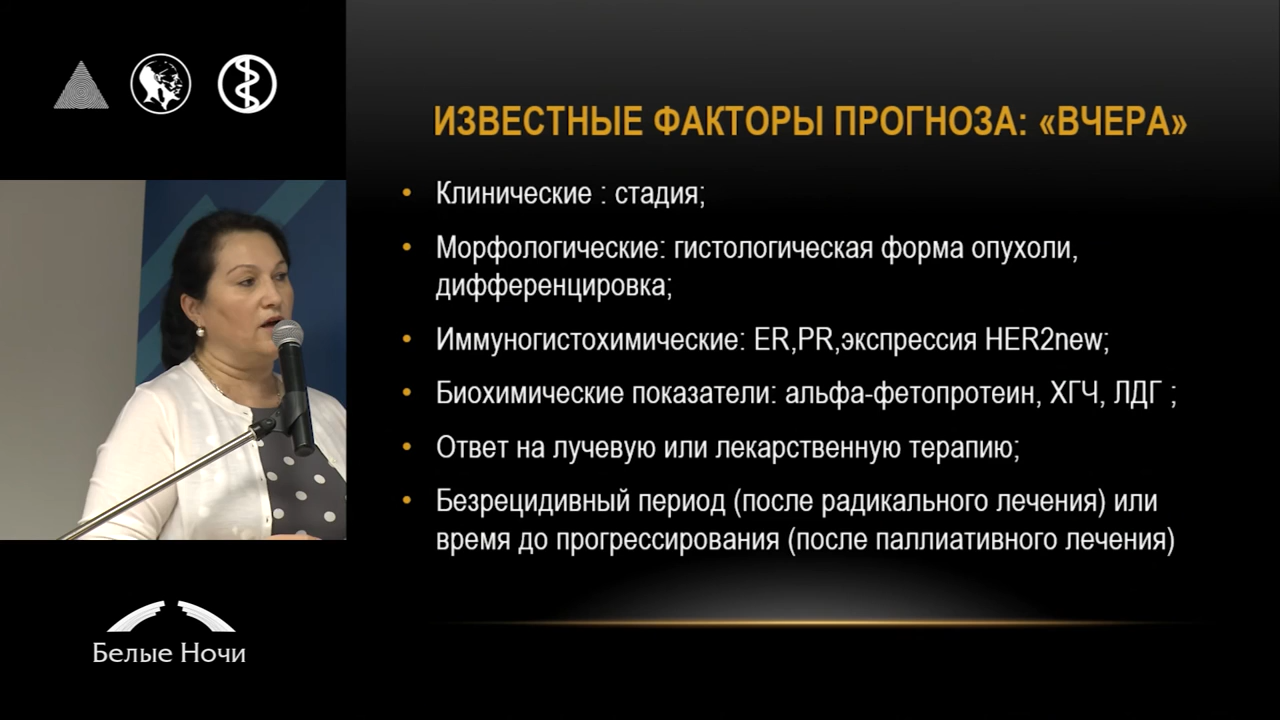 ИЗВЕСТНЫЕ ФАКТОРЫ ПРОГНОЗА: «ВЧЕРА»
• Клинические : стадия;
• Морфологические: гистологическая форма опухоли,
дифференцировка;
• Иммуногистохимические: ER,PR,экспрессия HER2new;
• Биохимические показатели: альфа-фетопротеин, ХГЧ, ЛДГ ;
• Ответ на лучевую или лекарственную терапию;
• Безрецидивный период (после радикального лечения) или
время до прогрессирования (после паллиативного лечения)
Белые Ночи